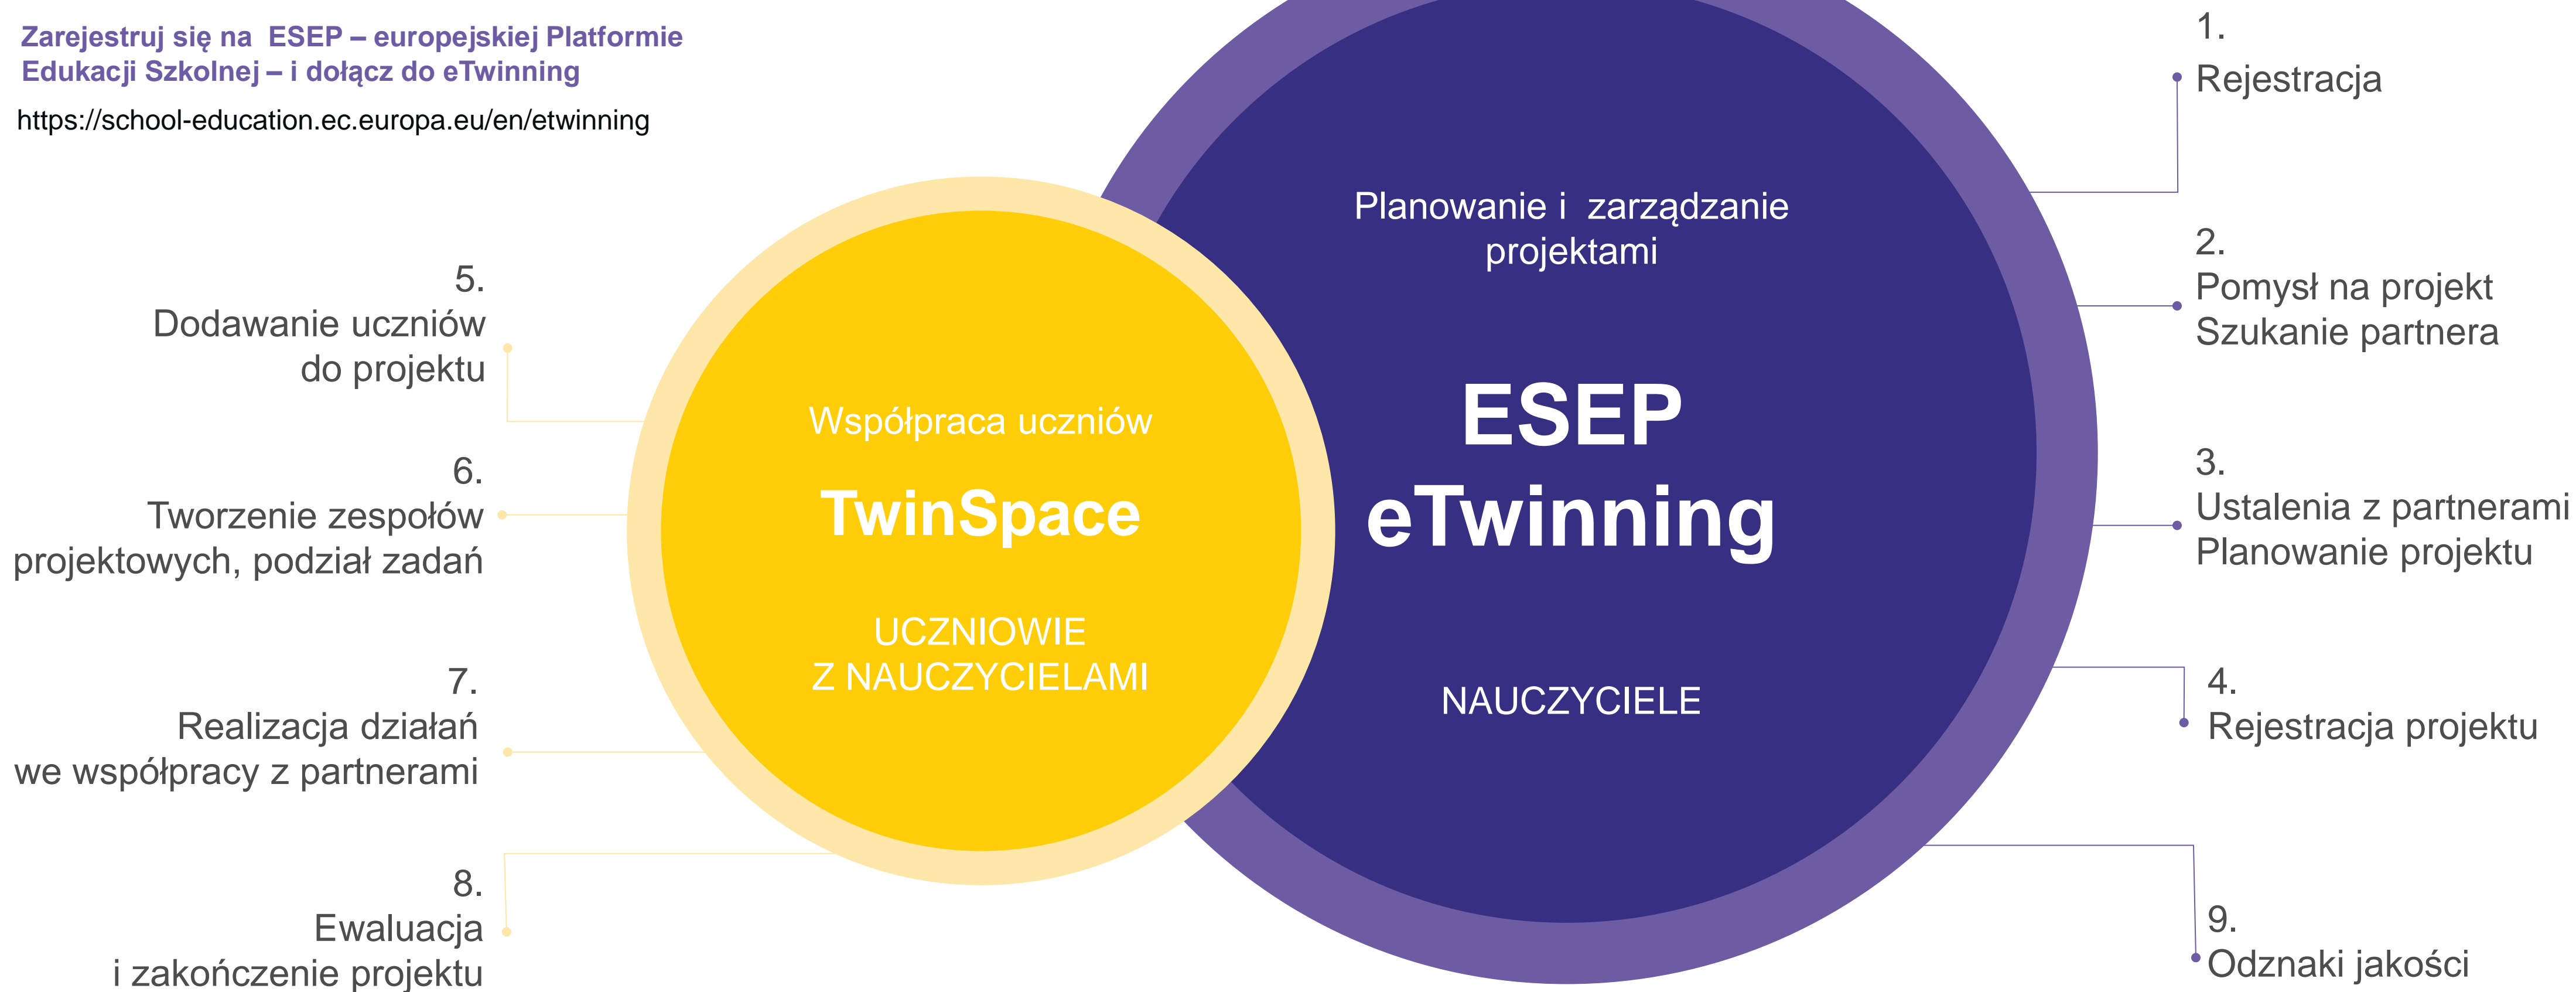 Zarejestruj się na  ESEP – europejskiej Platformie
Edukacji Szkolnej – i dołącz do eTwinning
https://school-education.ec.europa.eu/en/etwinning
5.
Dodawanie uczniów
do projektu
6.
Tworzenie zespołów
projektowych, podział zadań
7.
Realizacja działań
we współpracy z partnerami
8.
Ewaluacja
i zakończenie projektu
Współpraca uczniów
TwinSpace
UCZNIOWIE
Z NAUCZYCIELAMI
Planowanie i  zarządzanie
projektami
ESEP
eTwinning
NAUCZYCIELE
1.
Rejestracja
2.
Pomysł na projekt
Szukanie partnera
3.
Ustalenia z partnerami
Planowanie projektu
4.
Rejestracja projektu
9.
Odznaki jakości